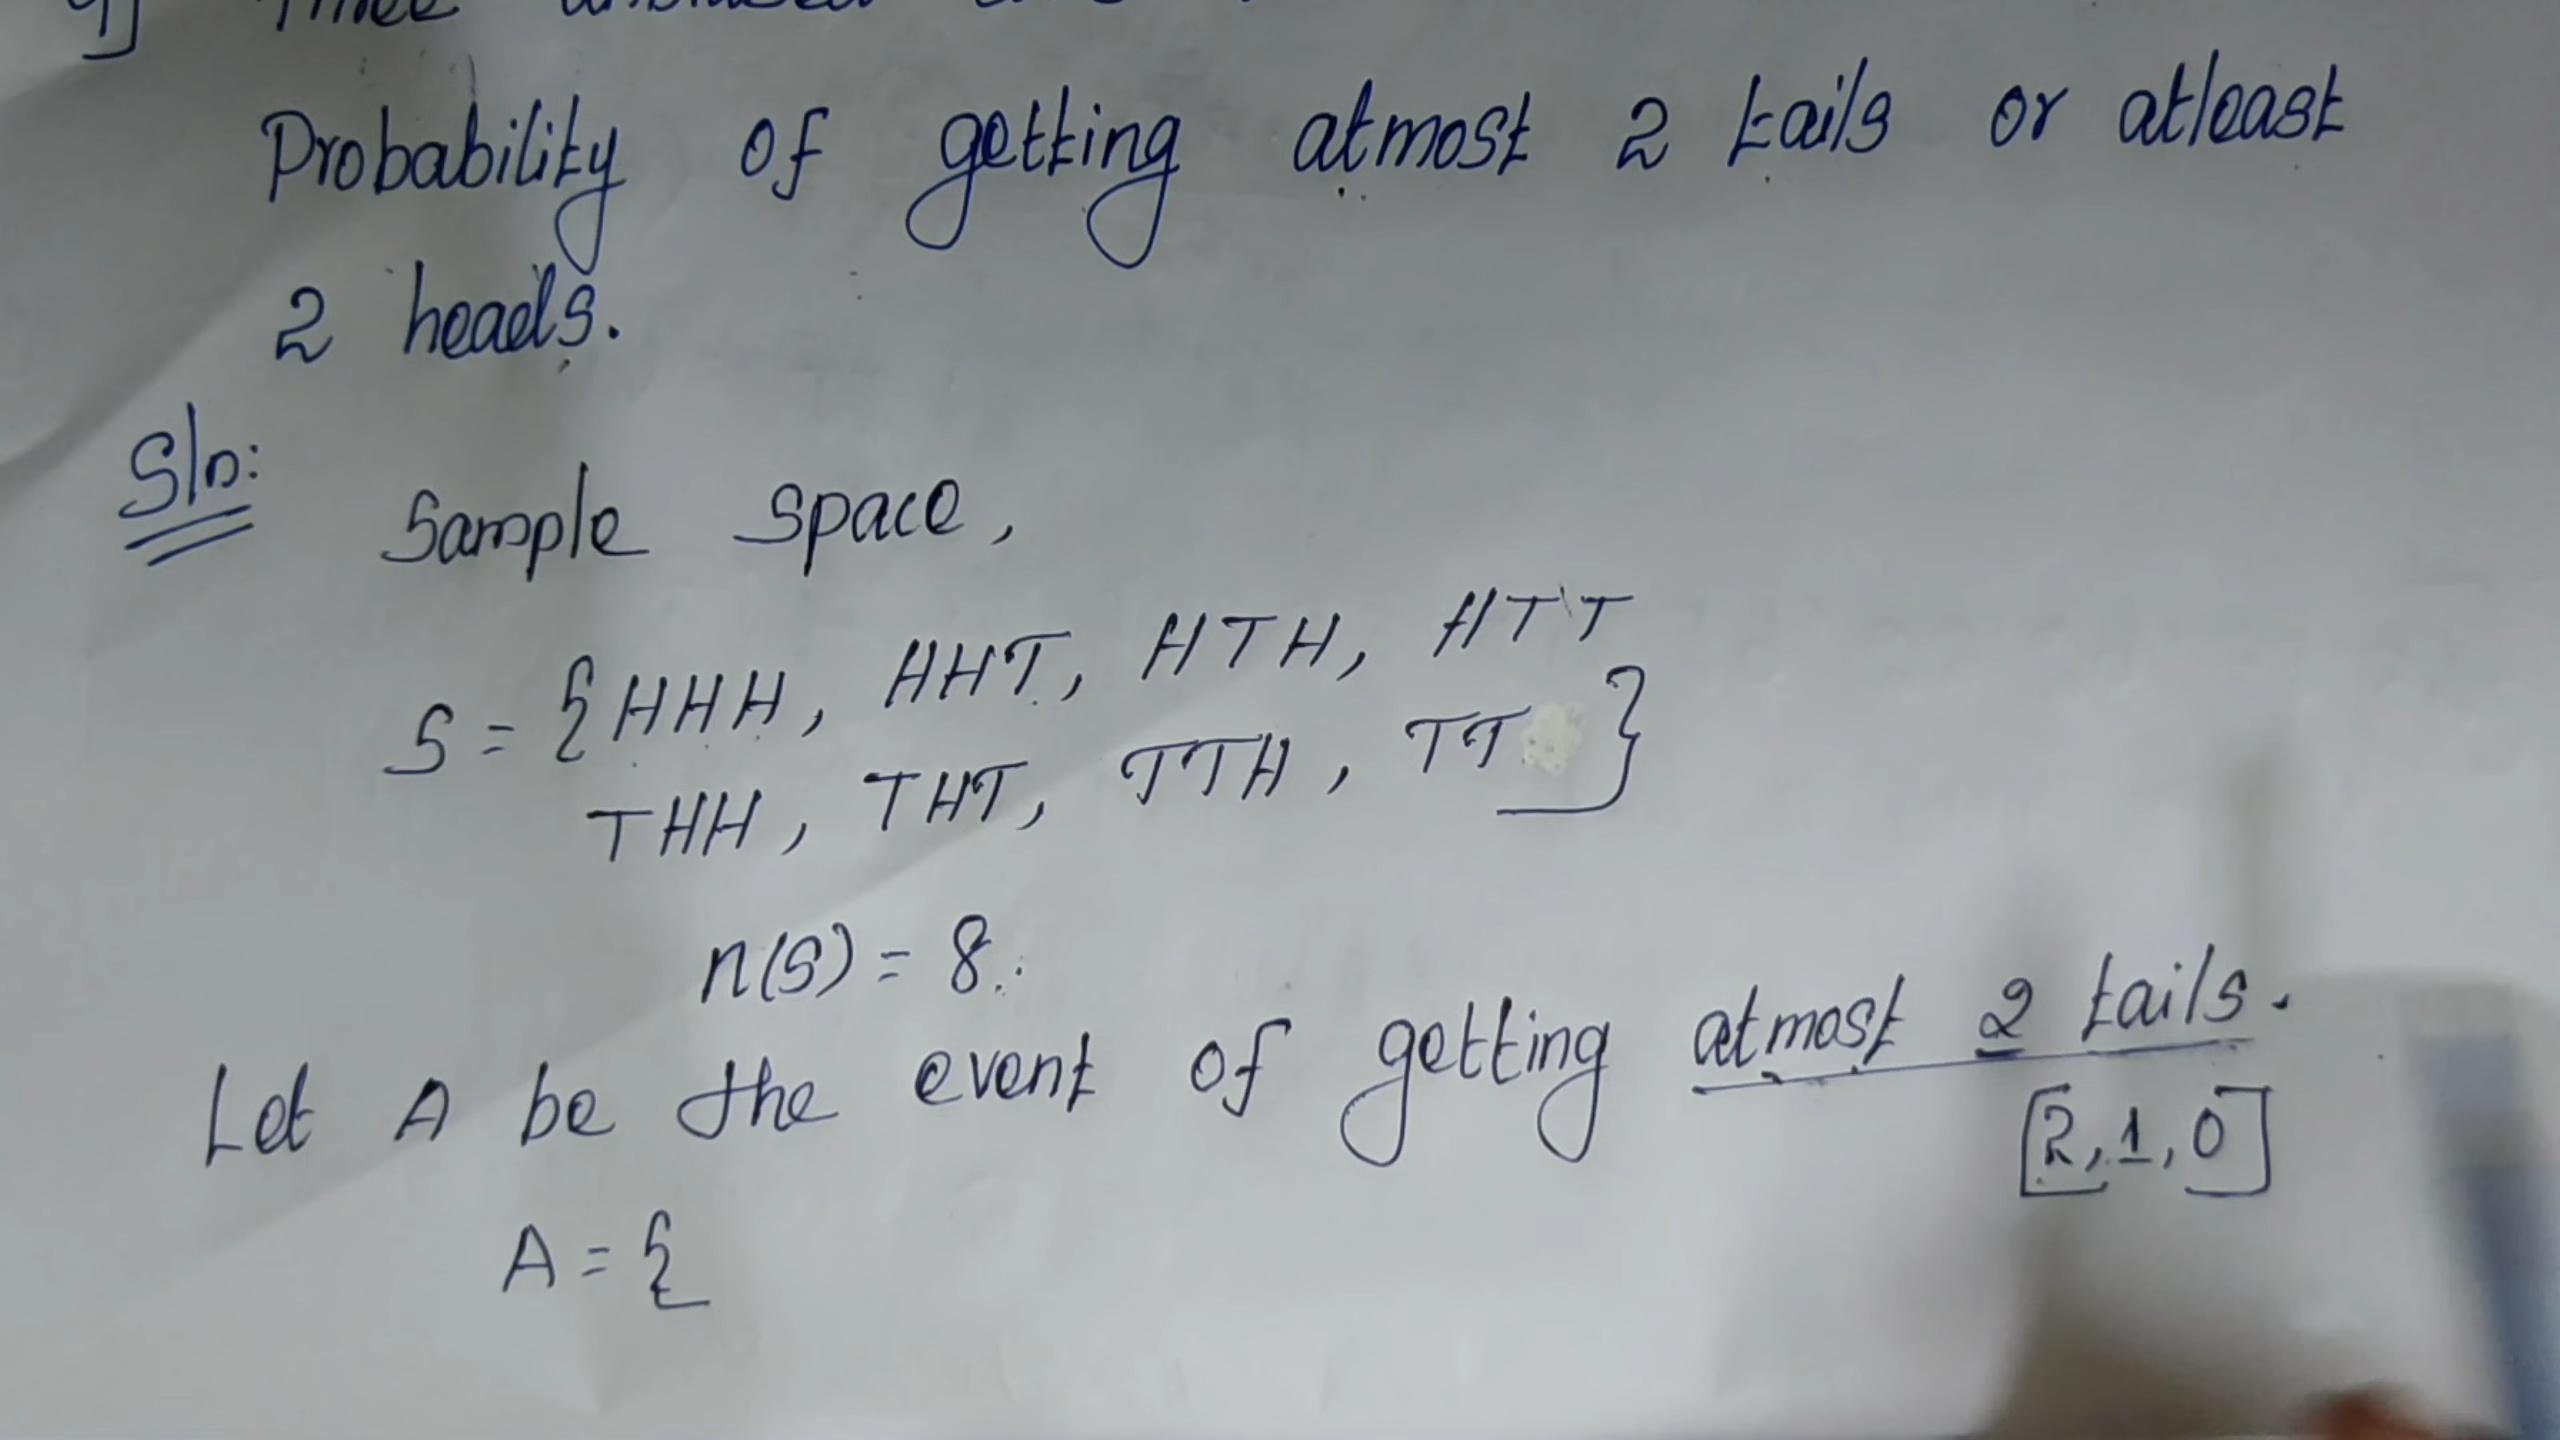 Probability of getting atmost 2 tails or atleast
2 heads.
Sln:
Sample space,
S = {HHH, HHT, HTH, HTT
THH, THT, TTH, TT }
n(S) = 8.
Let A be the event of getting atmost 2 tails.
[2,1,0]
A = {